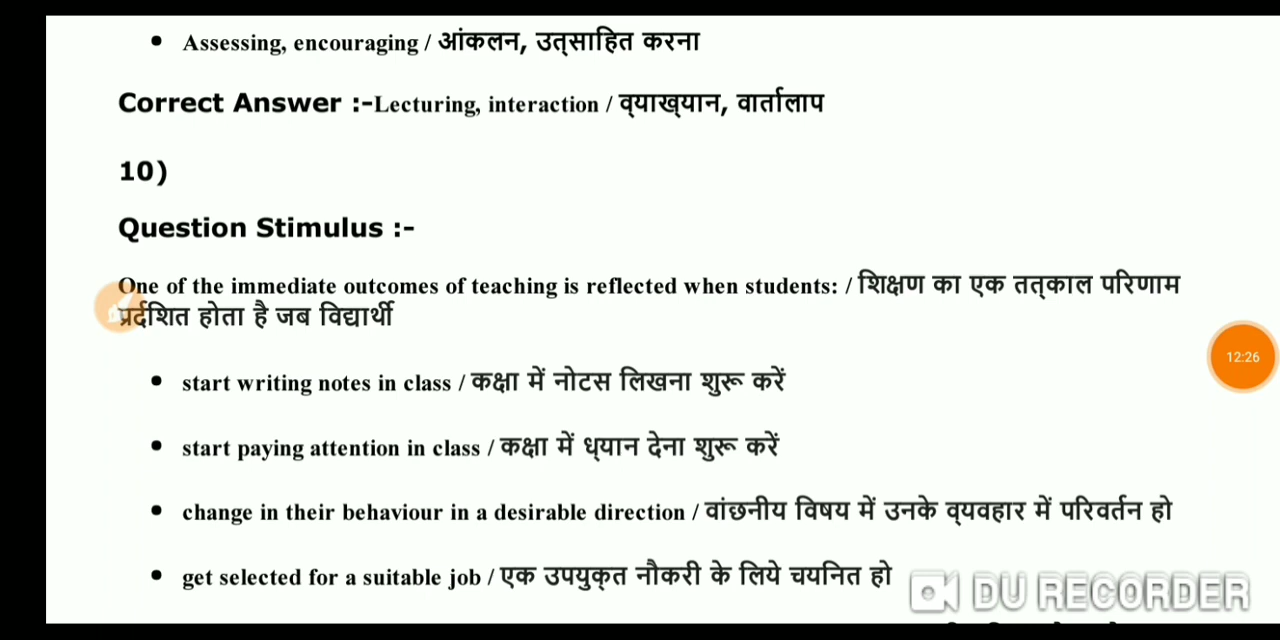 • Assessing, encouraging / आंकलन, उत्साहित करना
Correct Answer :-Lecturing, interaction / व्याख्यान, वार्तालाप
10)
Question Stimulus :-
One of the immediate outcomes of teaching is reflected when students: / शिक्षण का एक तत्काल परिणाम
प्रर्दशित होता है जब विद्यार्थी
12:26
• start writing notes in class / कक्षा में नोटस लिखना शुरू करें
• start paying attention in class / कक्षा में ध्यान देना शुरू करें
• change in their behaviour in a desirable direction / वांछनीय विषय में उनके व्यवहार में परिवर्तन हो
• get selected for a suitable job / एक उपयुक्त नौकरी के लिये चयनित हो
DU RECORDER